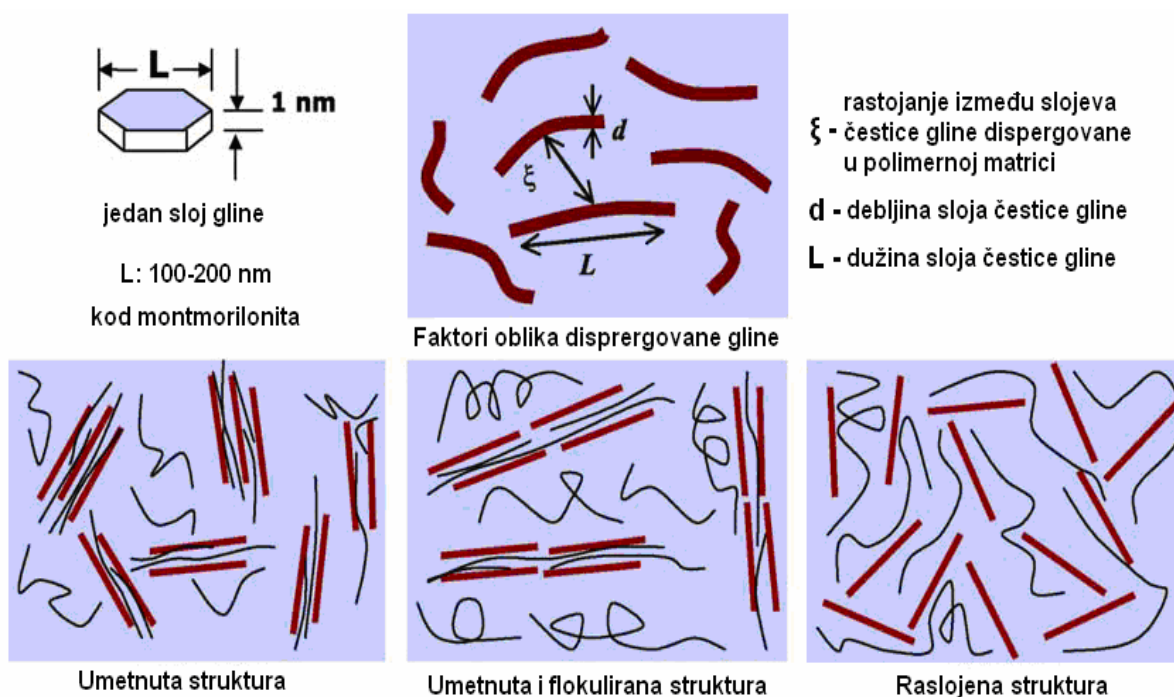 L
1 nm
jedan sloj gline
L: 100-200 nm
kod montmorilonita
d
ξ
L
Faktori oblika disprergovane gline
rastojanje između slojeva
ξ - čestice gline dispergovane
u polimernoj matrici
d - debljina sloja čestice gline
L - dužina sloja čestice gline
Umetnuta struktura
Umetnuta i flokulirana struktura
Raslojena struktura